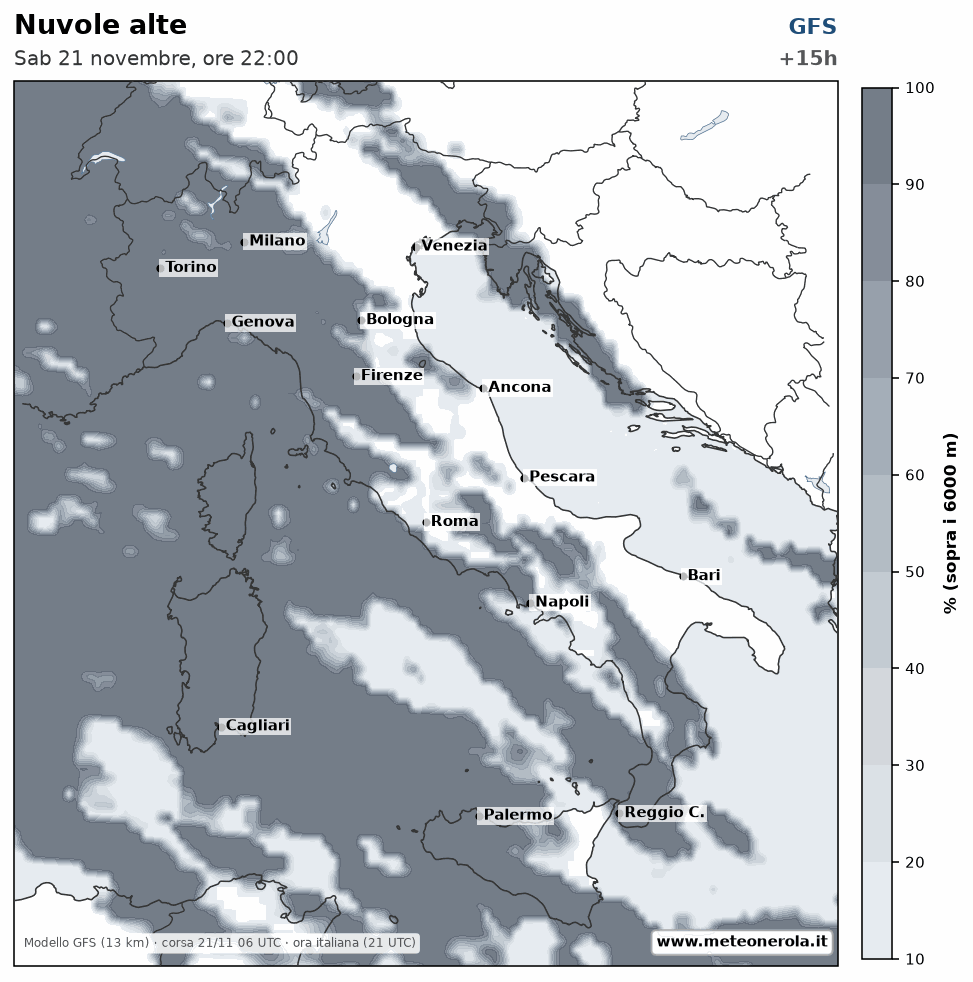 Nuvole alte
GFS
Sab 21 novembre, ore 22:00
+15h
100
90
80
70
60
50
40
30
20
10
% (sopra i 6000 m)
Milano
Venezia
Torino
Genova
Bologna
Firenze
Ancona
Pescara
Roma
Bari
Napoli
Cagliari
Palermo
Reggio C.
Modello GFS (13 km) · corsa 21/11 06 UTC · ora italiana (21 UTC)
www.meteonerola.it